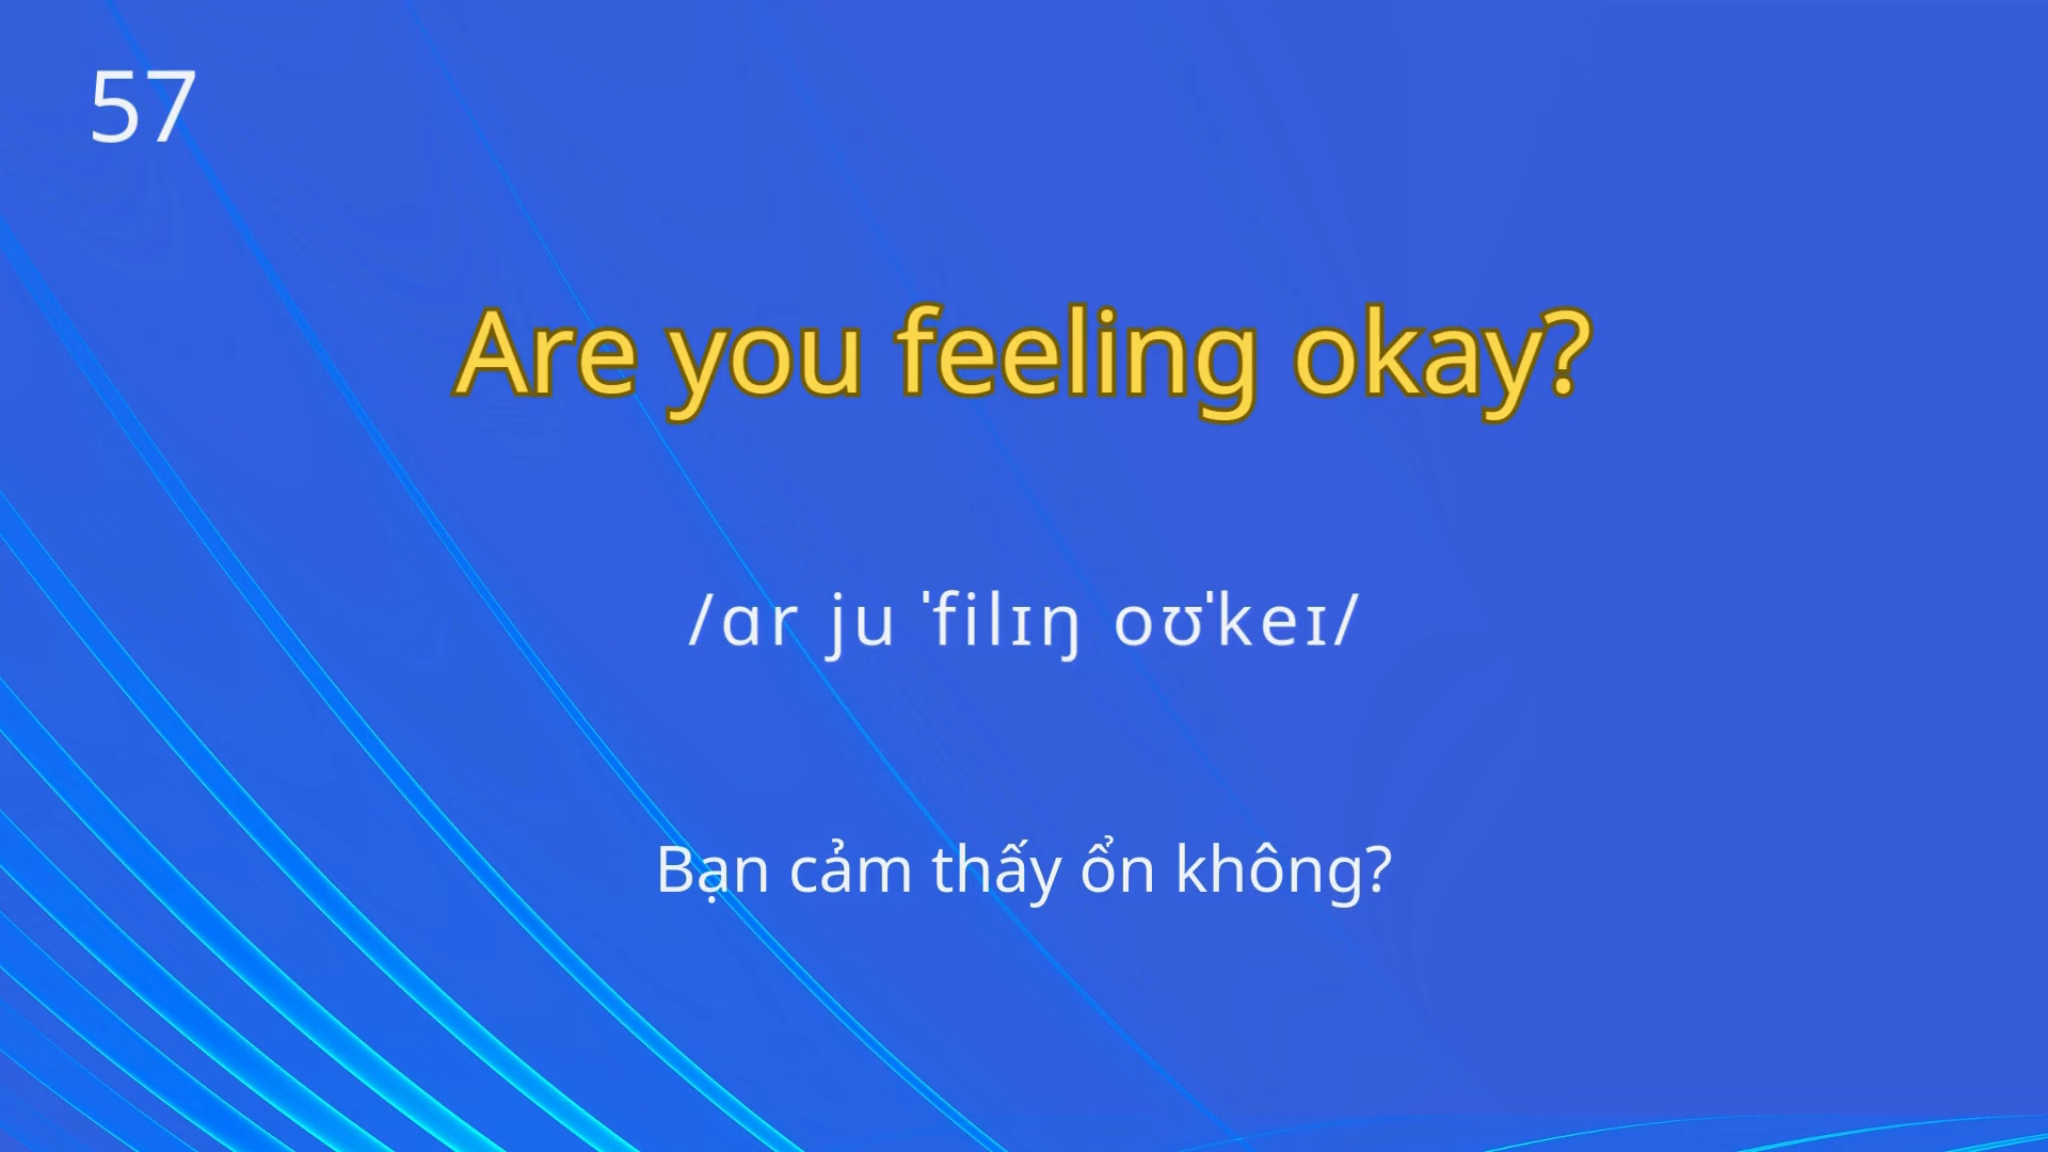 57
Are you feeling okay?
/ɑr ju ˈfilɪŋ oʊˈkeɪ/
Bạn cảm thấy ổn không?